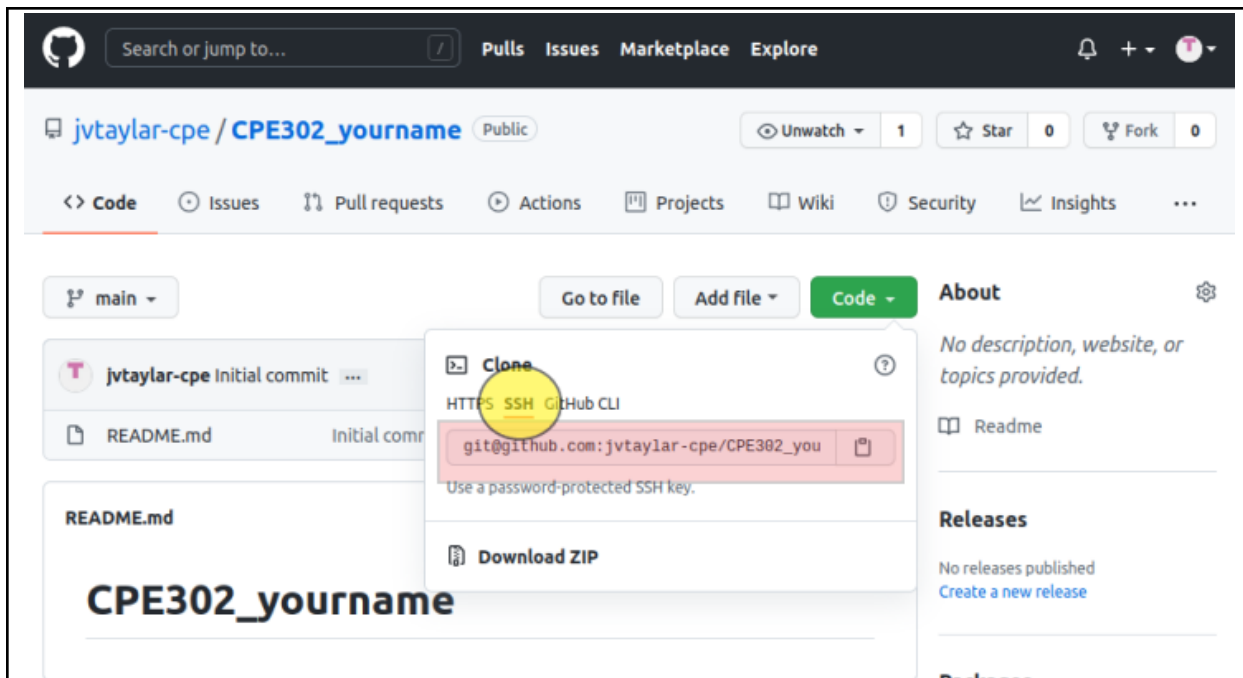 Search or jump to... / Pulls Issues Marketplace Explore
jvtaylar-cpe / CPE302_yourname Public Unwatch 1 Star 0 Fork 0
<> Code Issues Pull requests Actions Projects Wiki Security Insights ...
main Go to file Add file Code About
No description, website, or
topics provided.
Clone
T jvtaylar-cpe Initial commit ...
HTTPS SSH GitHub CLI
README.md Initial
git@github.com:jvtaylar-cpe/CPE302_you
Readme
Use a password-protected SSH key.
README.md
Releases
Download ZIP
No releases published
Create a new release
CPE302_yourname